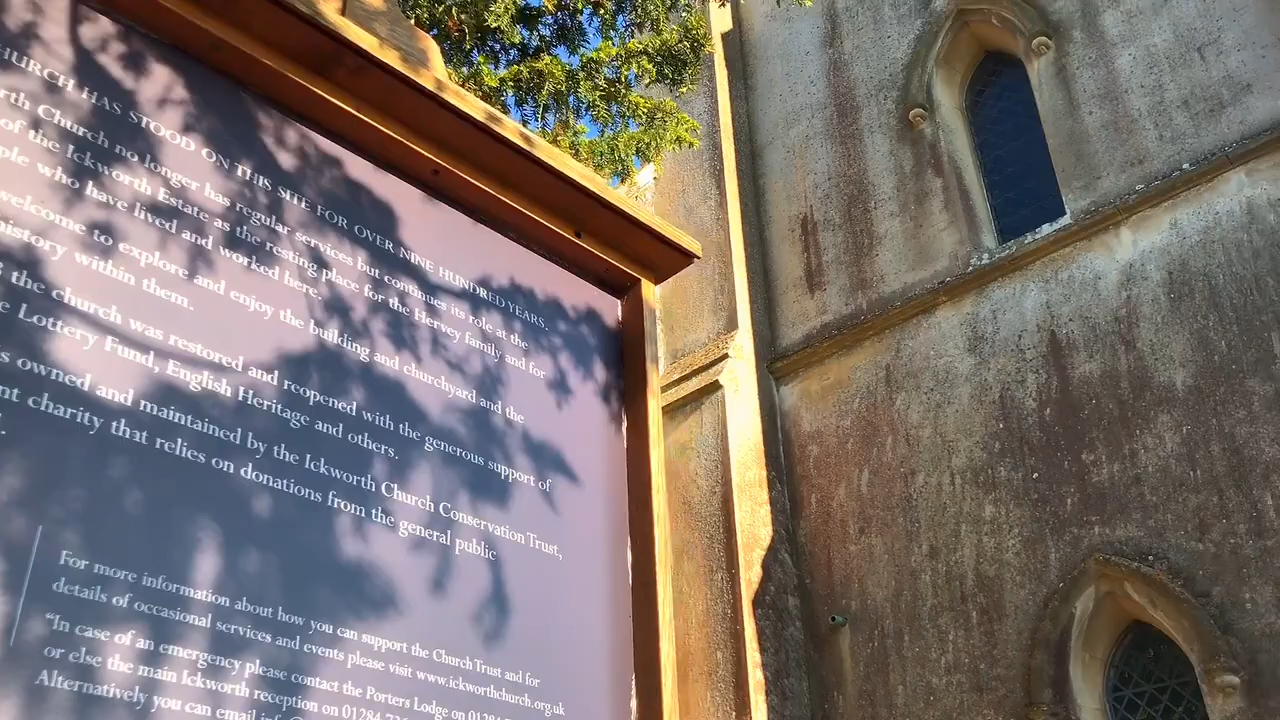 HURCH HAS STOOD ON THIS SITE FOR OVER NINE HUNDRED YEARS.
rth Church no longer has regular services but continues its role at the
of the Ickworth Estate as the resting place for the Hervey family and for
ple who have lived and worked here.
welcome to explore and enjoy the building and churchyard and the
history within them.
the church was restored and reopened with the generous support of
e Lottery Fund, English Heritage and others.
s owned and maintained by the Ickworth Church Conservation Trust,
nt charity that relies on donations from the general public
For more information about how you can support the Church Trust and for
details of occasional services and events please visit www.ickworthchurch.org.uk
“In case of an emergency please contact the Porters Lodge on 01284
or else the main Ickworth reception on 01284
Alternatively you can email